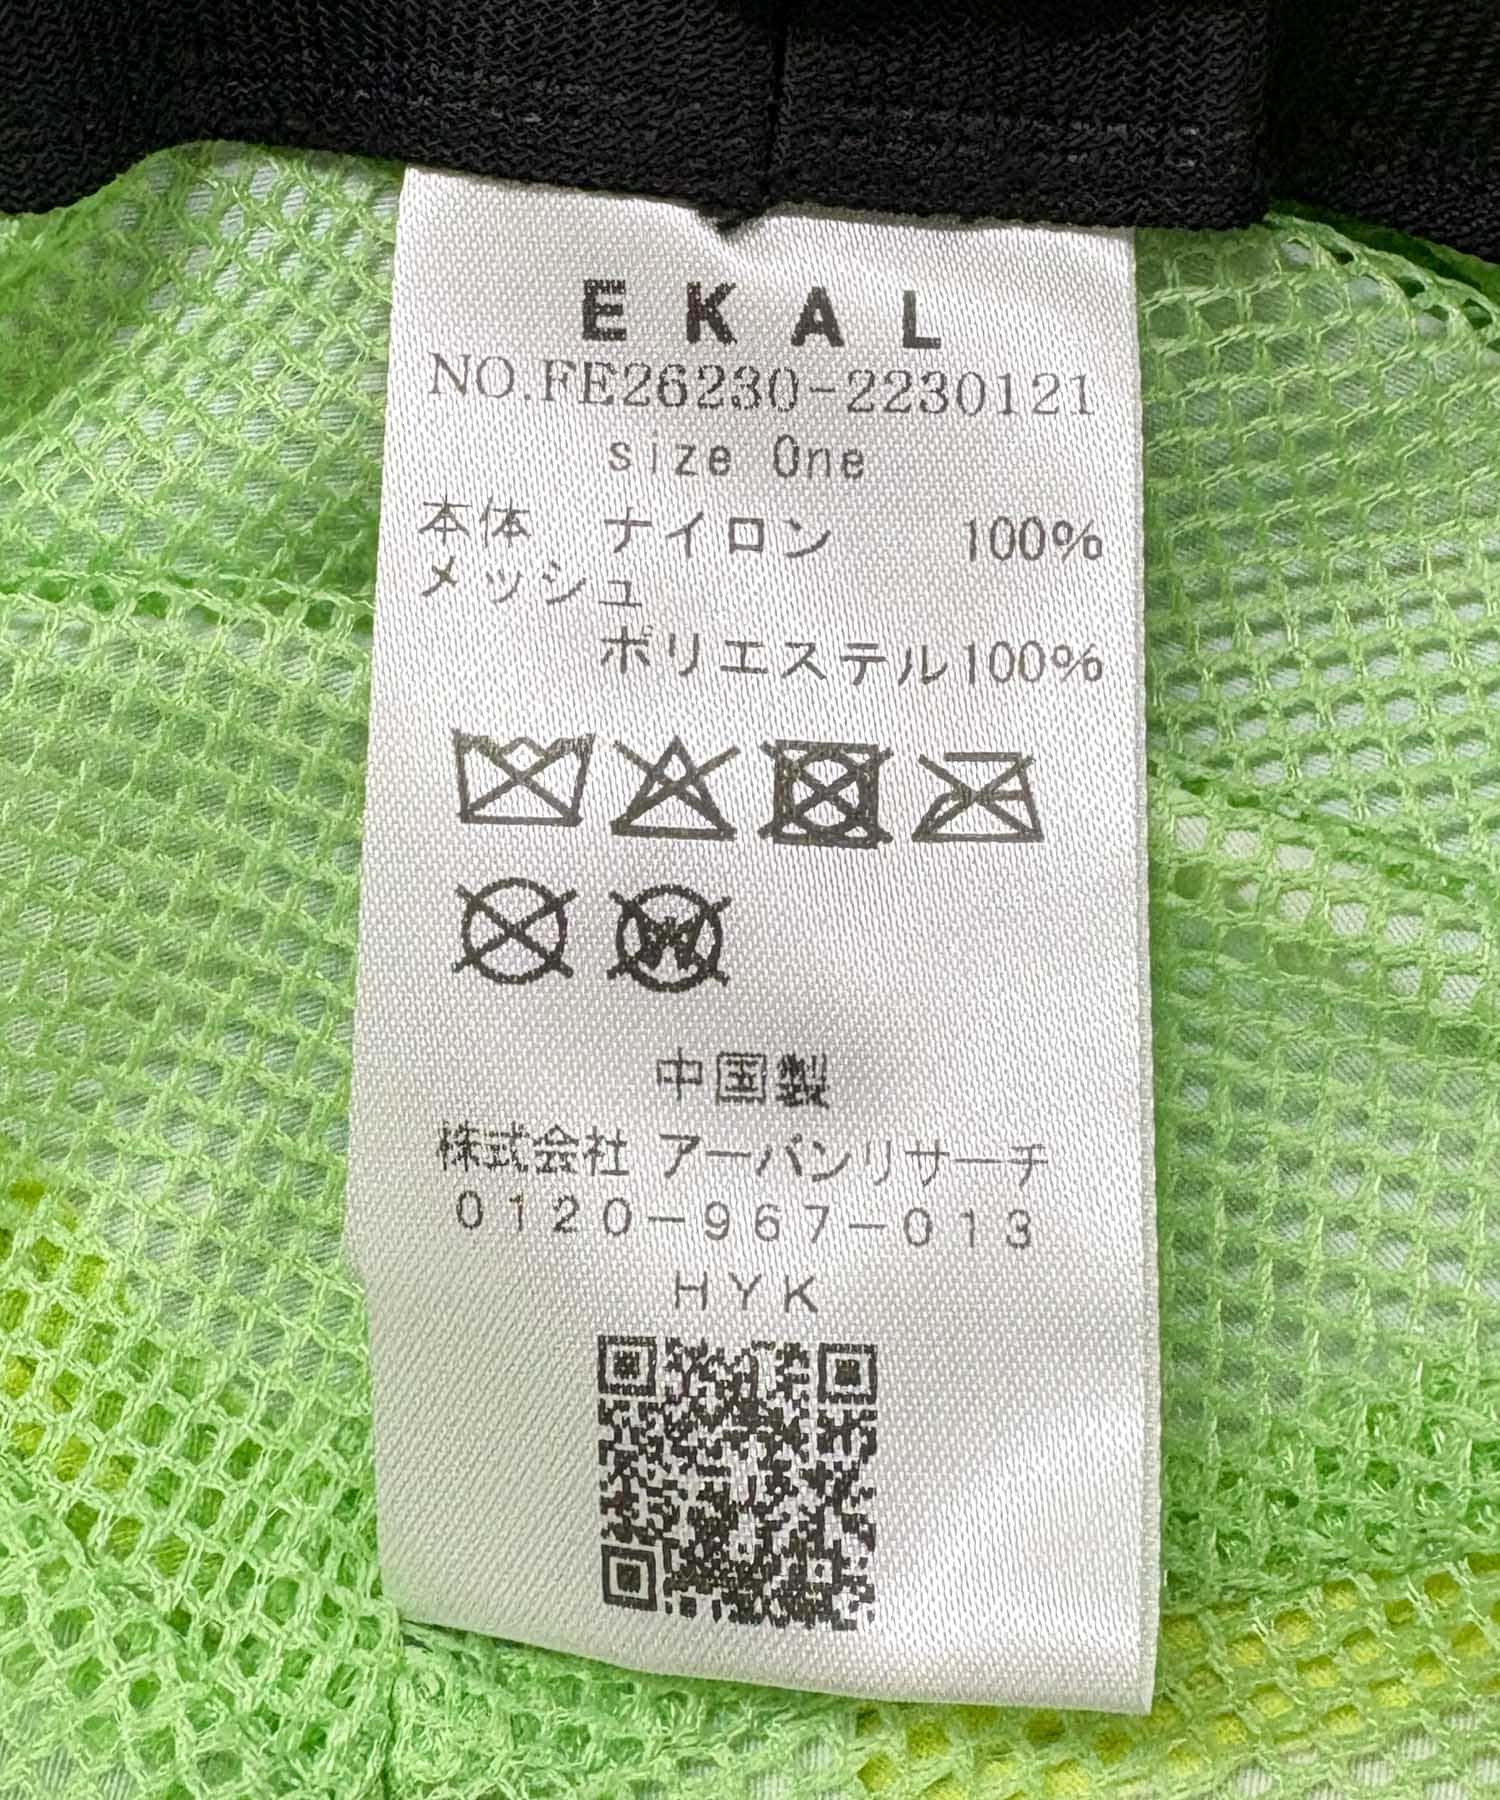 EKAL
NO.FE26230-2230121
size One
本体 ナイロン 100%
メッシュ
ポリエステル100%
中国製
株式会社 アーバンリサーチ
0120-967-013
HYK